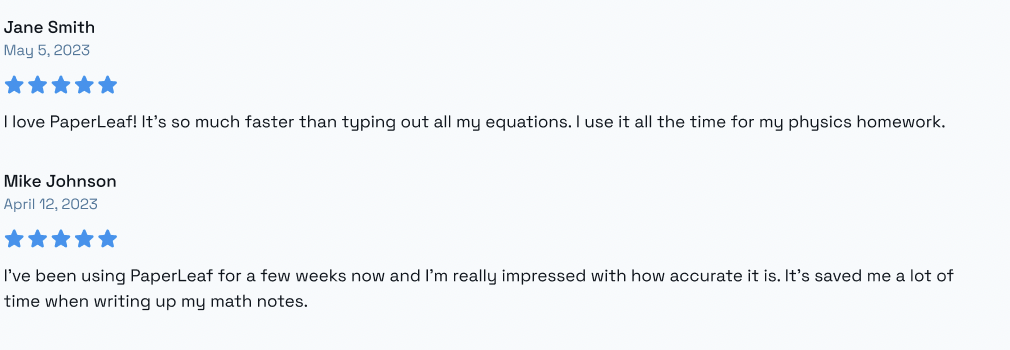 Jane Smith
May 5, 2023
I love PaperLeaf! It's so much faster than typing out all my equations. I use it all the time for my physics homework.
Mike Johnson
April 12, 2023
I've been using PaperLeaf for a few weeks now and I'm really impressed with how accurate it is. It's saved me a lot of
time when writing up my math notes.